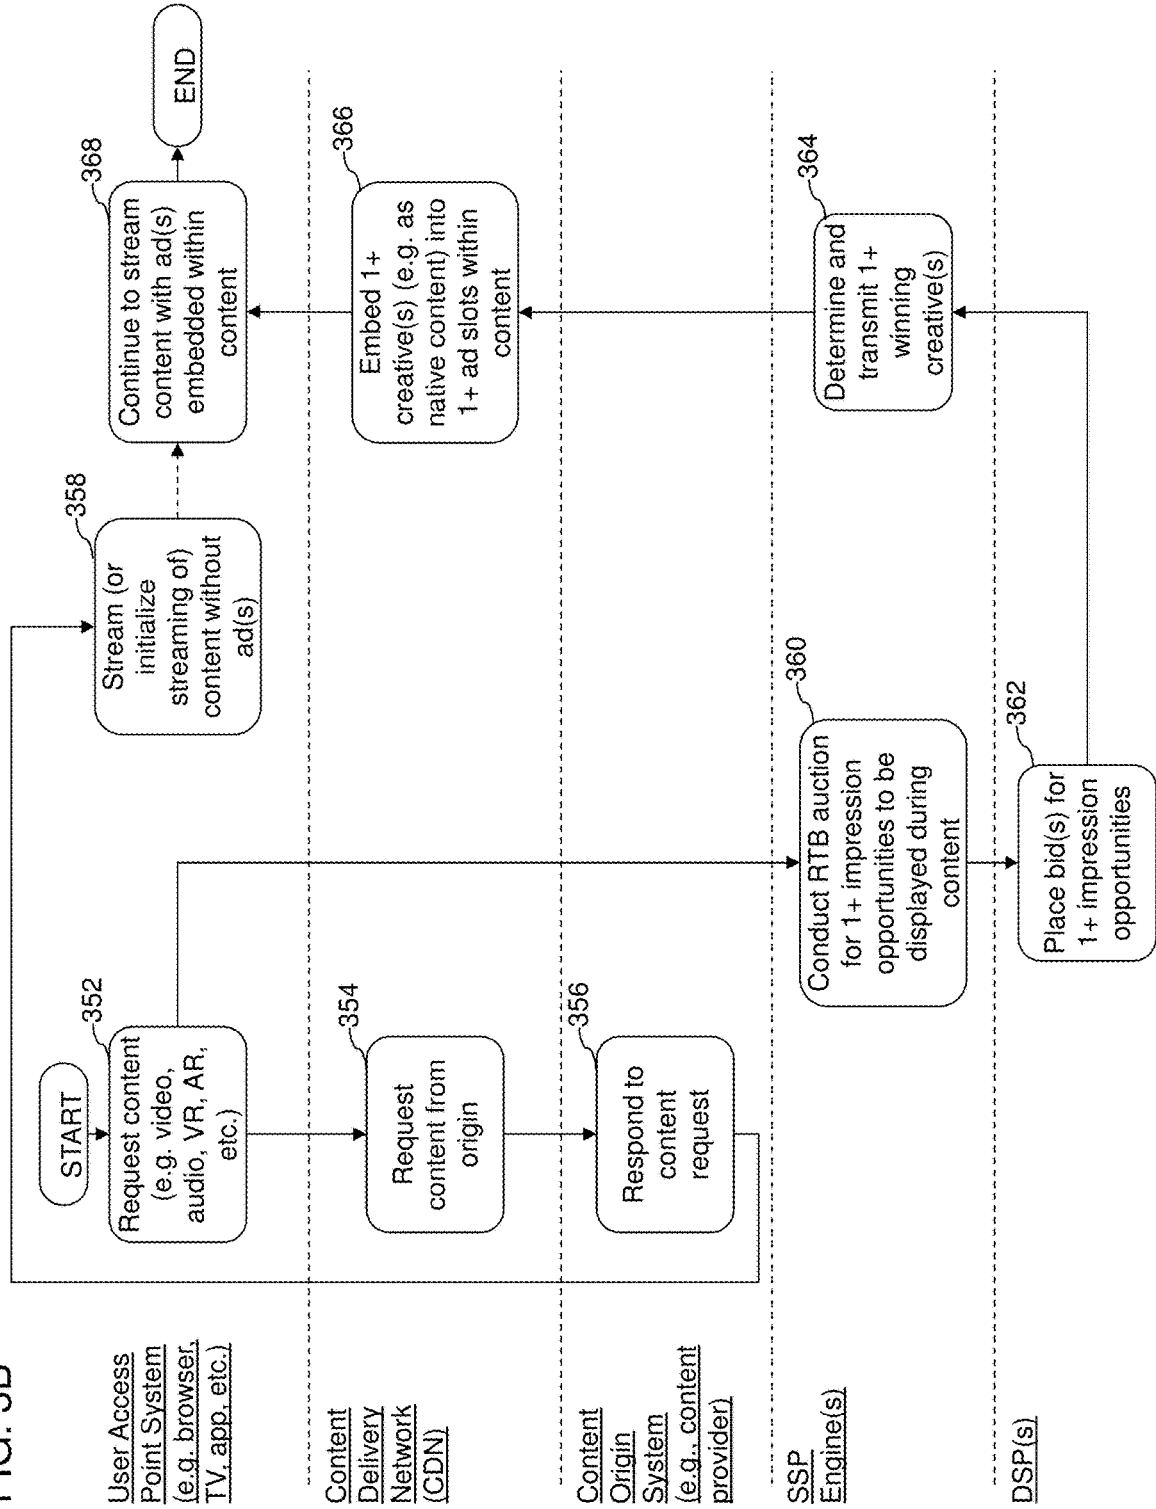 FIG. 3B
User Access
Point System
(e.g. browser,
TV, app, etc.)
START
352
Request content
(e.g. video,
audio, VR, AR,
etc.)
358
Stream (or
initialize
streaming of)
content without
ad(s)
368
Continue to stream
content with ad(s)
embedded within
content
END
Content
Delivery
Network
(CDN)
354
Request
content from
origin
366
Embed 1+
creative(s) (e.g. as
native content) into
1+ ad slots within
content
Content
Origin
System
(e.g., content
provider)
356
Respond to
content
request
SSP
Engine(s)
360
Conduct RTB auction
for 1+ impression
opportunities to be
displayed during
content
364
Determine and
transmit 1+
winning
creative(s)
DSP(s)
362
Place bid(s) for
1+ impression
opportunities